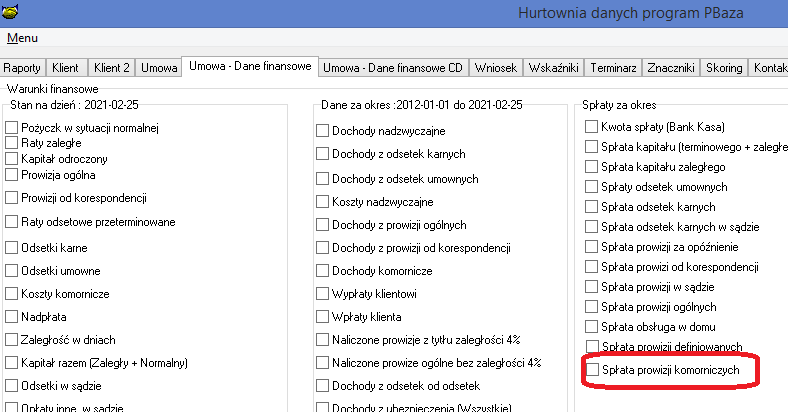 Hurtownia danych program PBaza
Menu
Raporty Klient Klient 2 Umowa Umowa - Dane finansowe Umowa - Dane finansowe CD Wniosek Wskaźniki Terminarz Znaczniki Skoring Kontak
Warunki finansowe
Stan na dzień : 2021-02-25
Pożyczk w sytuacji normalnej
Raty zaległe
Kapitał odroczony
Prowizja ogólna
Prowizji od korespondencji
Raty odsetowe przeterminowane
Odsetki karne
Odsetki umowne
Koszty komornicze
Nadpłata
Zaległość w dniach
Kapitał razem (Zaległy + Normalny)
Odsetki w sądzie
Opłaty inne w sądzie
Dane za okres :2012-01-01 do 2021-02-25
Dochody nadzwyczajne
Dochody z odsetek karnych
Dochody z odsetek umownych
Koszty nadzwyczajne
Dochody z prowizji ogólnych
Dochody z prowizji od korespondencji
Dochody komornicze
Wypłaty klientowi
Wpłaty klienta
Naliczone prowizje z tytłu zaległości 4%
Naliczone prowize ogólne bez zaległości 4%
Dochody z odsetek od odsetek
Dochody z ubezpieczenia (Wszystkie)
Spłaty za okres
Kwota spłaty (Bank Kasa)
Spłata kapitału (terminowego + zaległe
Spłata kapitału zaległego
Spłaty odsetek umownych
Spłata odsetek karnych
Spłata odsetek karnych w sądzie
Spłata prowizji za opóźnienie
Spłata prowizi od korespondencji
Spłata prowizji w sądzie
Spłata prowizji ogólnych
Spłata obsługa w domu
Spłata prowizji definiowanych
Spłata prowizji komorniczych